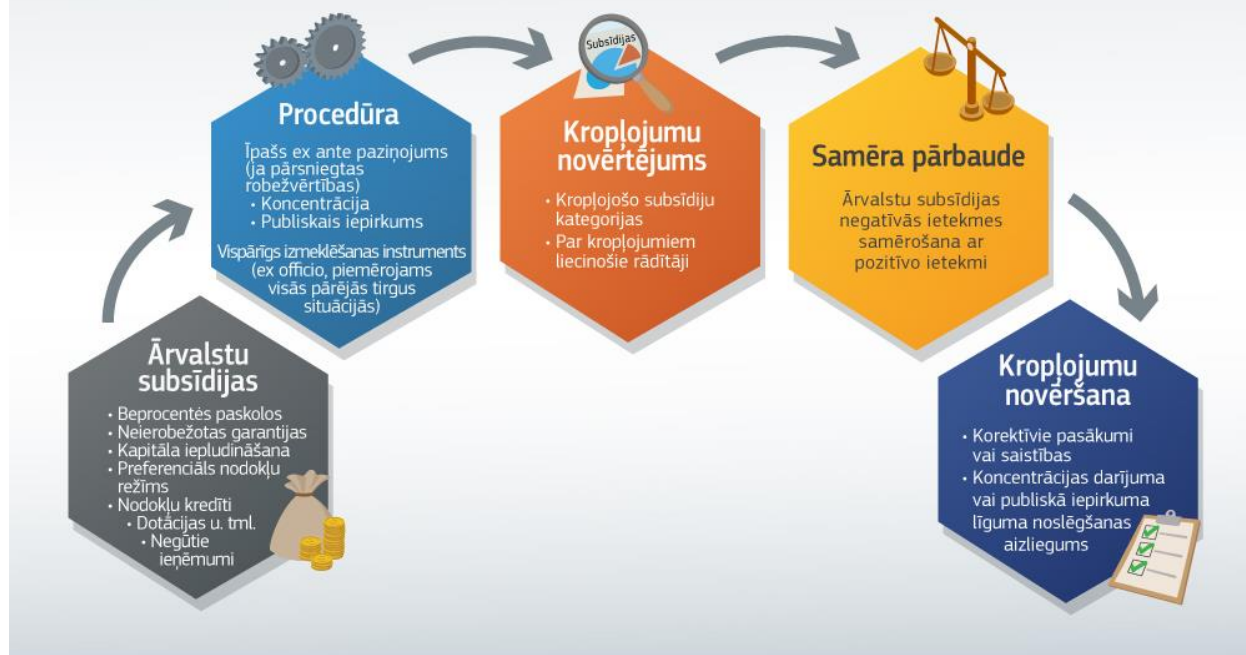 Ārvalstu
subsīdijas
• Beprocentės paskolos
• Neierobežotas garantijas
• Kapitāla iepludināšana
• Preferenciāls nodokļu
režīms
• Nodokļu kredīti
• Dotācijas u. tml.
• Negūtie
ieņēmumi
Procedūra
Īpašs ex ante paziņojums
(ja pārsniegtas
robežvērtības)
• Koncentrācija
• Publiskais iepirkums
Vispārīgs izmeklēšanas instruments
(ex officio, piemērojams
visās pārējās tirgus
situācijās)
Subsīdijas
Kropļojumu
novērtējums
• Kropļojošo subsīdiju
kategorijas
• Par kropļojumiem
liecinošie rādītāji
Samēra pārbaude
Ārvalstu subsīdijas
negatīvās ietekmes
samērošana ar
pozitīvo ietekmi
Kropļojumu
novēršana
• Korektīvie pasākumi
vai saistības
• Koncentrācijas darījuma
vai publiskā iepirkuma
līguma noslēgšanas
aizliegums